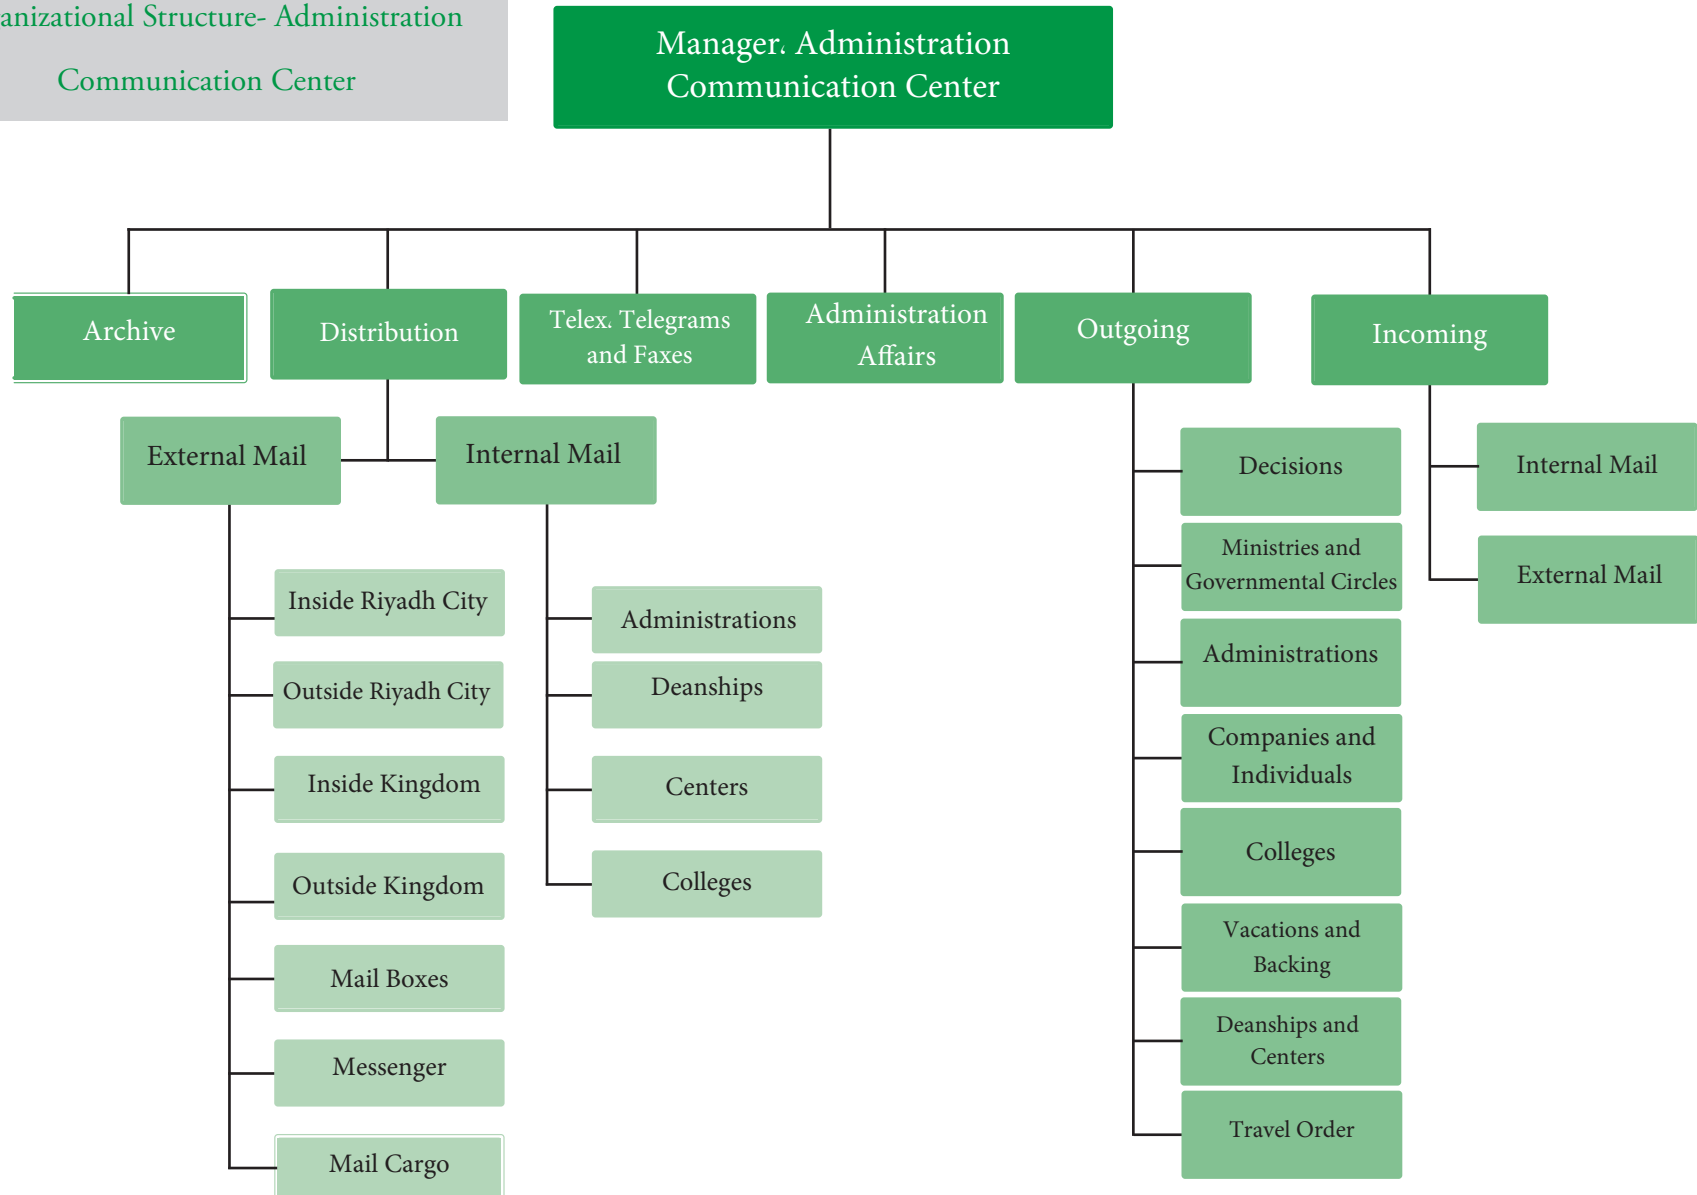 anizational Structure- Administration
Communication Center
Manager، Administration
Communication Center
Archive
Distribution
Telex، Telegrams
and Faxes
Administration
Affairs
Outgoing
Incoming
External Mail
Internal Mail
Inside Riyadh City
Outside Riyadh City
Inside Kingdom
Outside Kingdom
Mail Boxes
Messenger
Mail Cargo
Administrations
Deanships
Centers
Colleges
Decisions
Ministries and
Governmental Circles
Administrations
Companies and
Individuals
Colleges
Vacations and
Backing
Deanships and
Centers
Travel Order
Internal Mail
External Mail